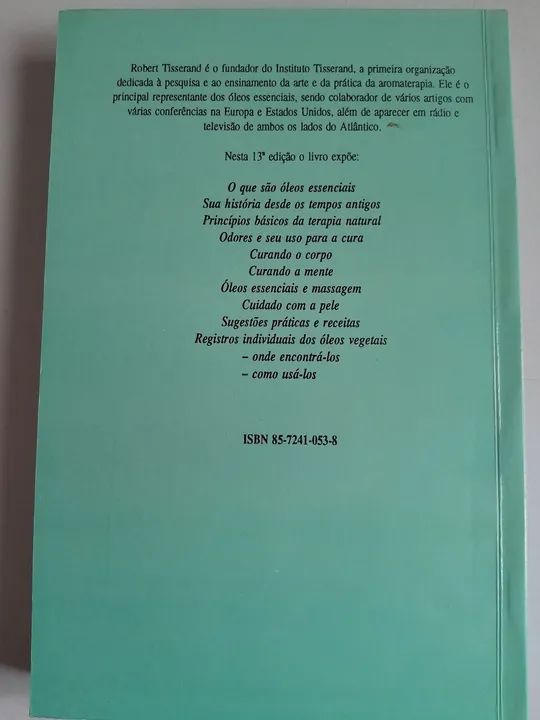 Robert Tisserand é o fundador do Instituto Tisserand, a primeira organização
dedicada à pesquisa e ao ensinamento da arte e da prática da aromaterapia. Ele é o
principal representante dos óleos essenciais, sendo colaborador de vários artigos com
várias conferências na Europa e Estados Unidos, além de aparecer em rádio e
televisão de ambos os lados do Atlântico.
Nesta 13ª edição o livro expõe:
O que são óleos essenciais
Sua história desde os tempos antigos
Princípios básicos da terapia natural
Odores e seu uso para a cura
Curando o corpo
Curando a mente
Óleos essenciais e massagem
Cuidado com a pele
Sugestões práticas e receitas
Registros individuais dos óleos vegetais
– onde encontrá-los
– como usá-los
ISBN 85-7241-053-8